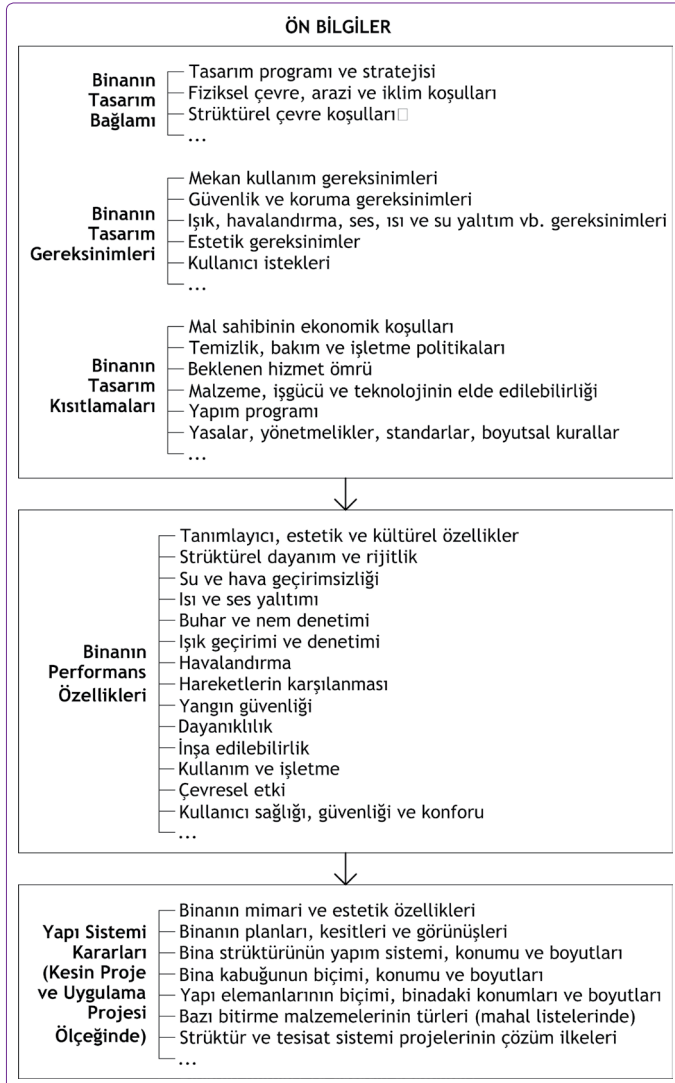 ÖN BİLGİLER
Binanın
Tasarım
Bağlamı
Tasarım programı ve stratejisi
Fiziksel çevre, arazi ve iklim koşulları
Strüktürel çevre koşulları□
...
Binanın
Tasarım
Gereksinimleri
Mekan kullanım gereksinimleri
Güvenlik ve koruma gereksinimleri
Işık, havalandırma, ses, ısı ve su yalıtım vb. gereksinimleri
Estetik gereksinimler
Kullanıcı istekleri
...
Binanın
Tasarım
Kısıtlamaları
Mal sahibinin ekonomik koşulları
Temizlik, bakım ve işletme politikaları
Beklenen hizmet ömrü
Malzeme, işgücü ve teknolojinin elde edilebilirliği
Yapım programı
Yasalar, yönetmelikler, standarlar, boyutsal kurallar
...
Binanın
Performans
Özellikleri
Tanımlayıcı, estetik ve kültürel özellikler
Strüktürel dayanım ve rijitlik
Su ve hava geçirimsizliği
Isı ve ses yalıtımı
Buhar ve nem denetimi
Işık geçirimi ve denetimi
Havalandırma
Hareketlerin karşılanması
Yangın güvenliği
Dayanıklılık
İnşa edilebilirlik
Kullanım ve işletme
Çevresel etki
Kullanıcı sağlığı, güvenliği ve konforu
...
Yapı Sistemi
Kararları
(Kesin Proje
ve Uygulama
Projesi
Ölçeğinde)
Binanın mimari ve estetik özellikleri
Binanın planları, kesitleri ve görünüşleri
Bina strüktürünün yapım sistemi, konumu ve boyutları
Bina kabuğunun biçimi, konumu ve boyutları
Yapı elemanlarının biçimi, binadaki konumları ve boyutları
Bazı bitirme malzemelerinin türleri (mahal listelerinde)
Strüktür ve tesisat sistemi projelerinin çözüm ilkeleri
...